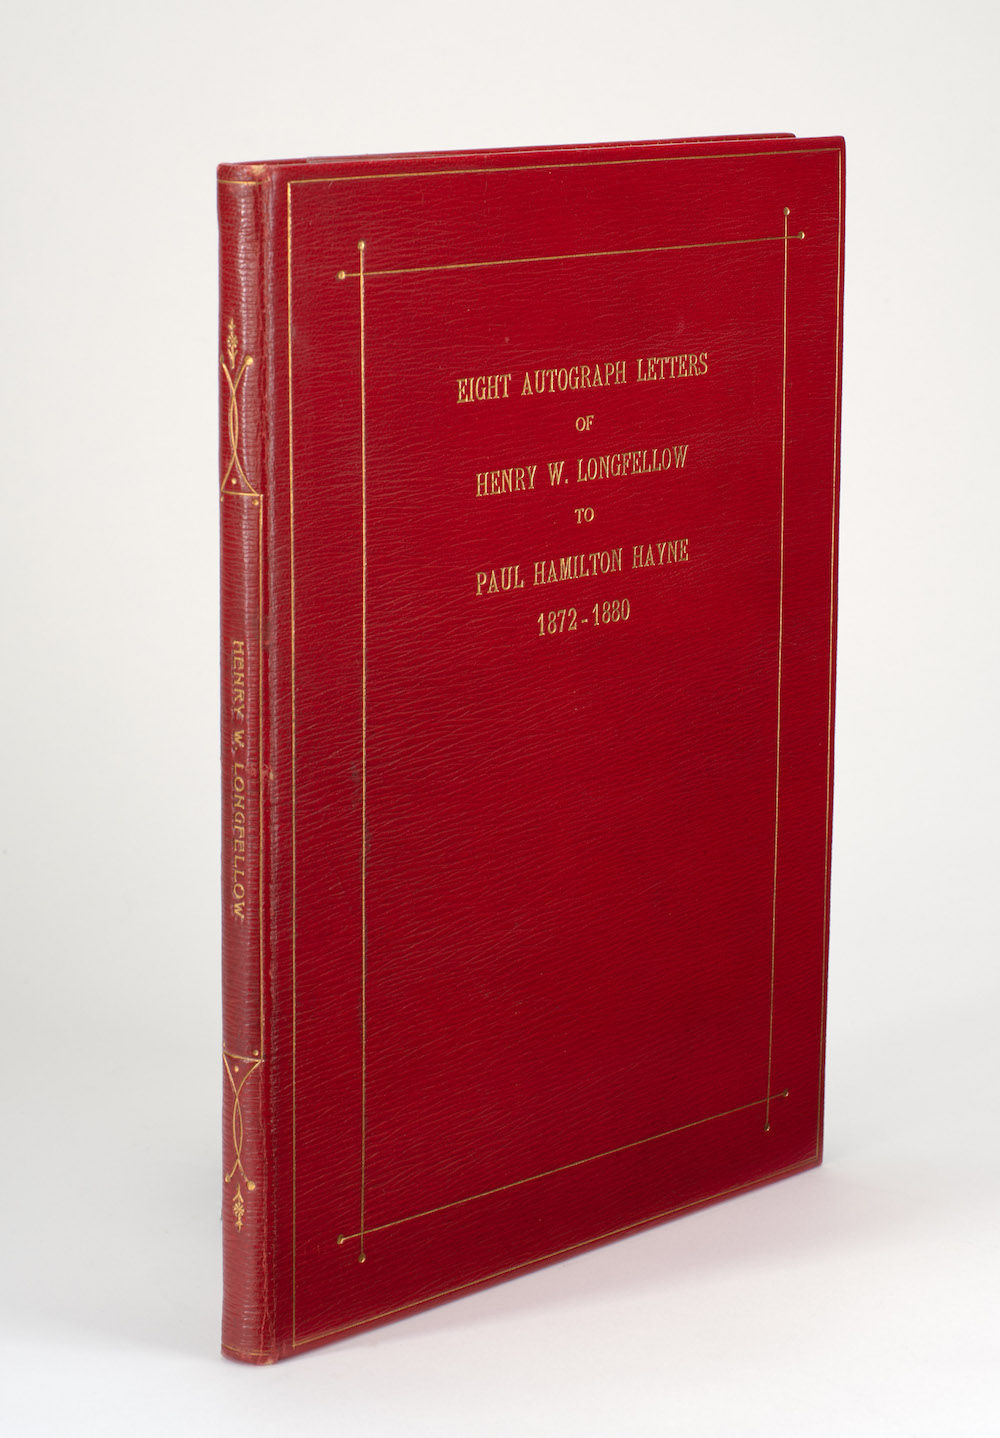 EIGHT AUTOGRAPH LETTERS
OF
HENRY W. LONGFELLOW
TO
PAUL HAMILTON HAYNE
1872-1880
HENRY W. LONGFELLOW